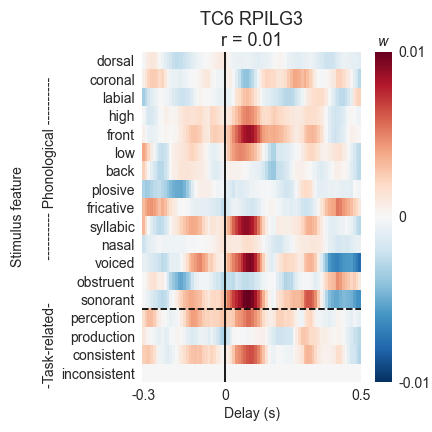 TC6 RPILG3
r = 0.01
w
dorsal
coronal
labial
high
front
low
back
plosive
fricative
syllabic
nasal
voiced
obstruent
sonorant
perception
production
consistent
inconsistent
Stimulus feature
-Task-related- ----------- Phonological -----------
0.01
0
-0.01
-0.3 0 0.5
Delay (s)